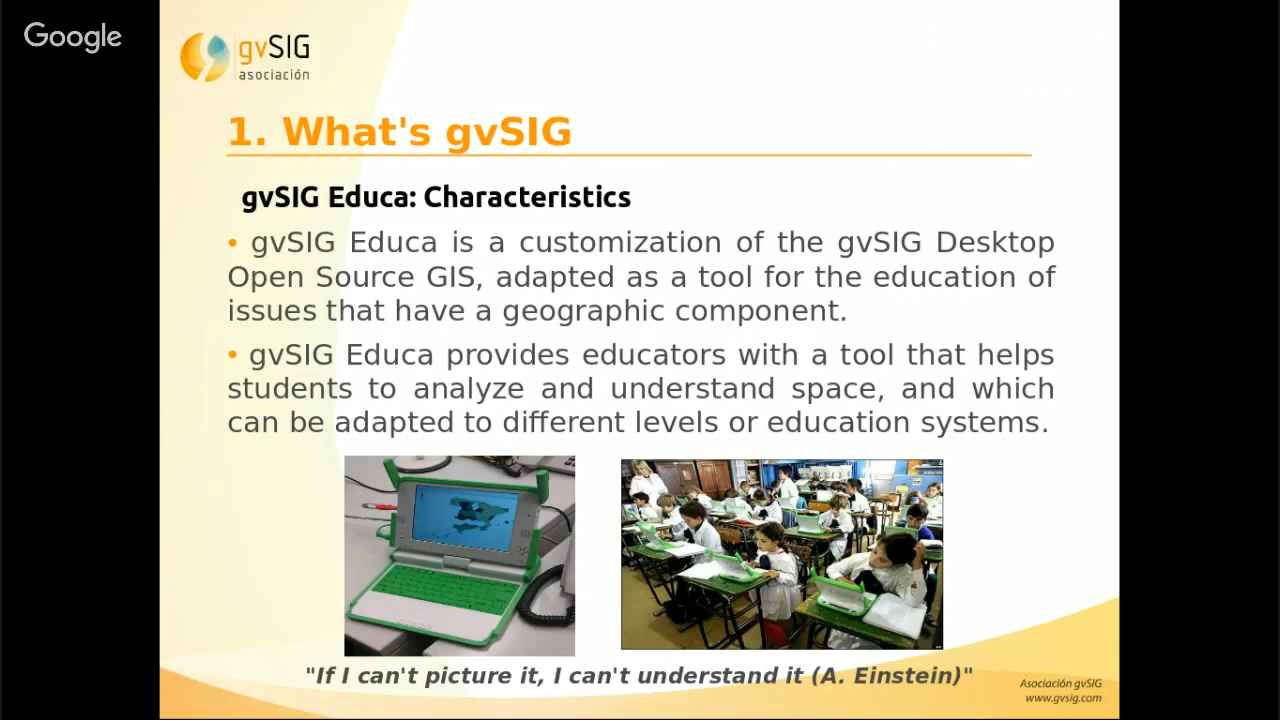 Google
gvSIG
asociación
1. What's gvSIG
gvSIG Educa: Characteristics
• gvSIG Educa is a customization of the gvSIG Desktop
Open Source GIS, adapted as a tool for the education of
issues that have a geographic component.
• gvSIG Educa provides educators with a tool that helps
students to analyze and understand space, and which
can be adapted to different levels or education systems.
"If I can't picture it, I can't understand it (A. Einstein)"
Asociación gvSIG
www.gvsig.com